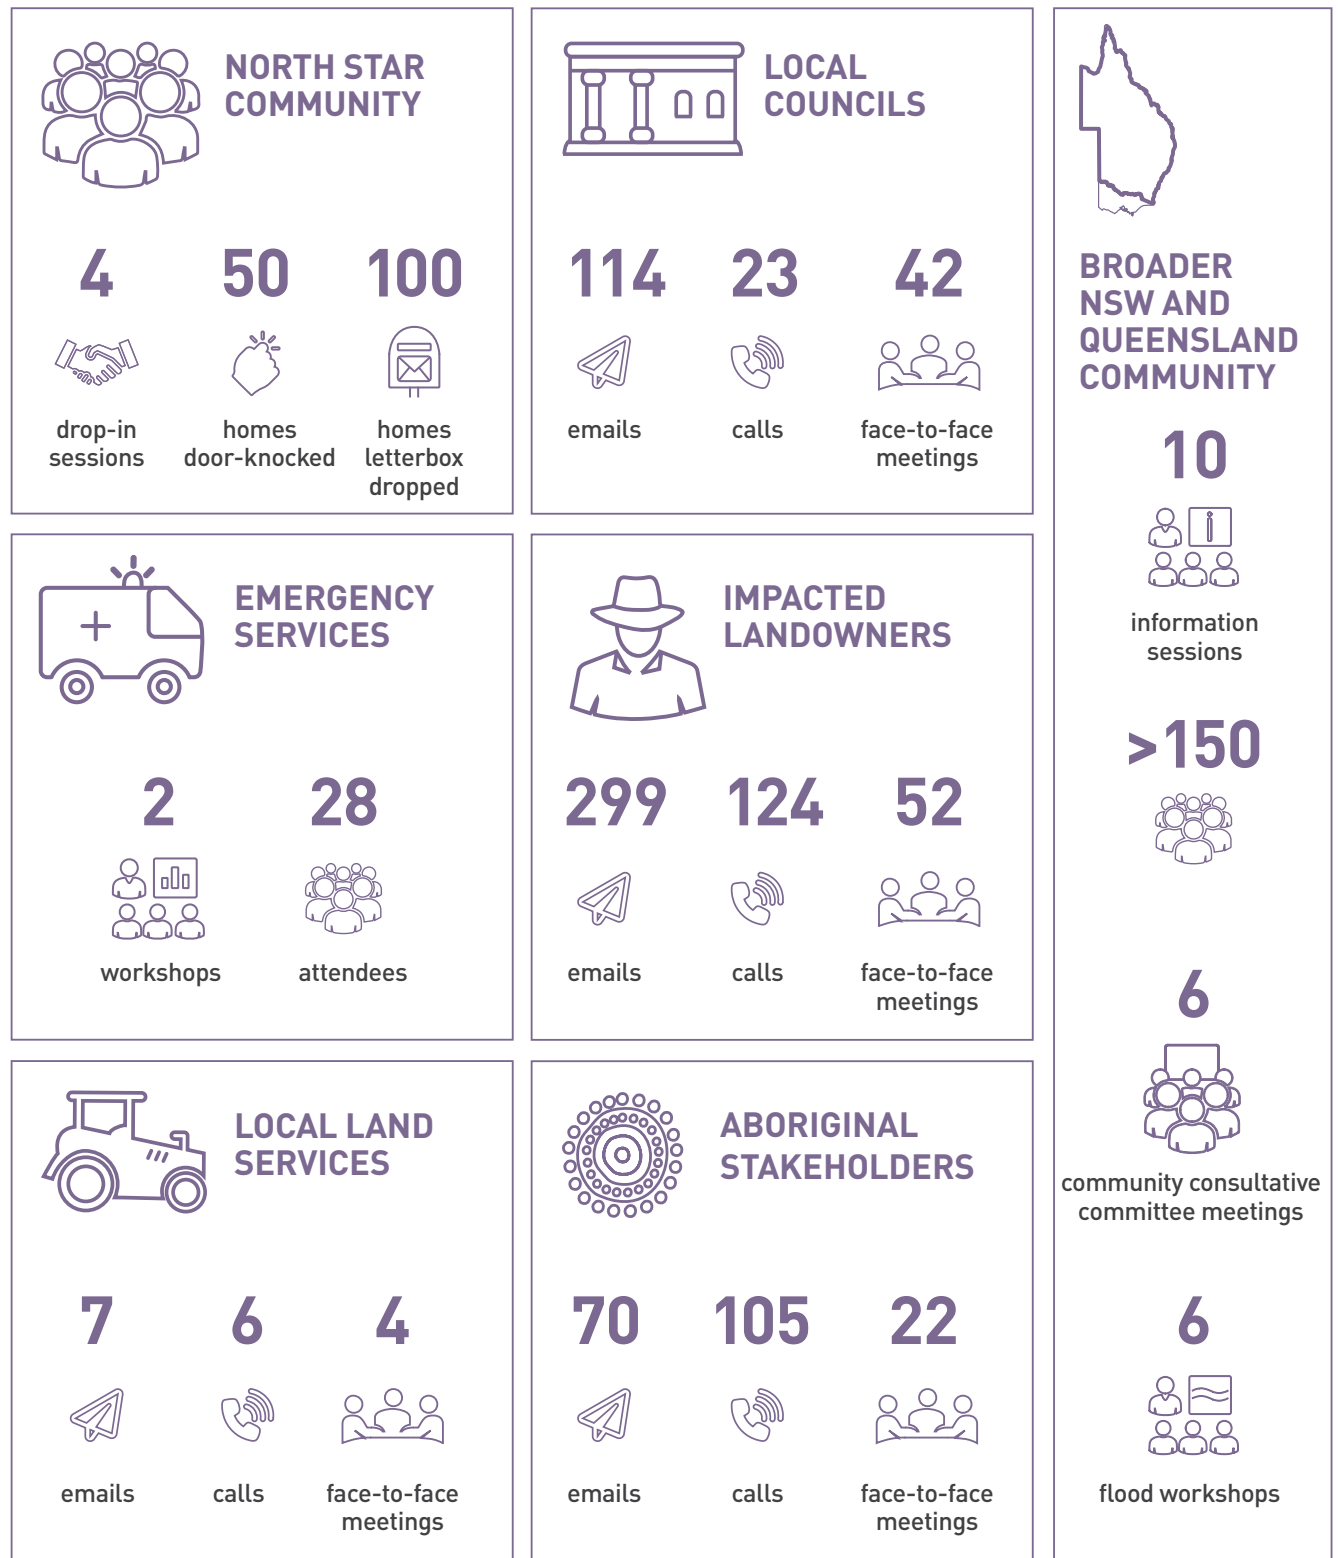 NORTH STAR
COMMUNITY
4
50
100
drop-in
sessions
homes
door-knocked
homes
letterbox
dropped
LOCAL
COUNCILS
114
23
42
emails
calls
face-to-face
meetings
EMERGENCY
SERVICES
2
28
workshops
attendees
IMPACTED
LANDOWNERS
299
124
52
emails
calls
face-to-face
meetings
LOCAL LAND
SERVICES
7
6
4
emails
calls
face-to-face
meetings
ABORIGINAL
STAKEHOLDERS
70
105
22
emails
calls
face-to-face
meetings
BROADER
NSW AND
QUEENSLAND
COMMUNITY
10
i
information
sessions
>150
6
community consultative
committee meetings
6
flood workshops